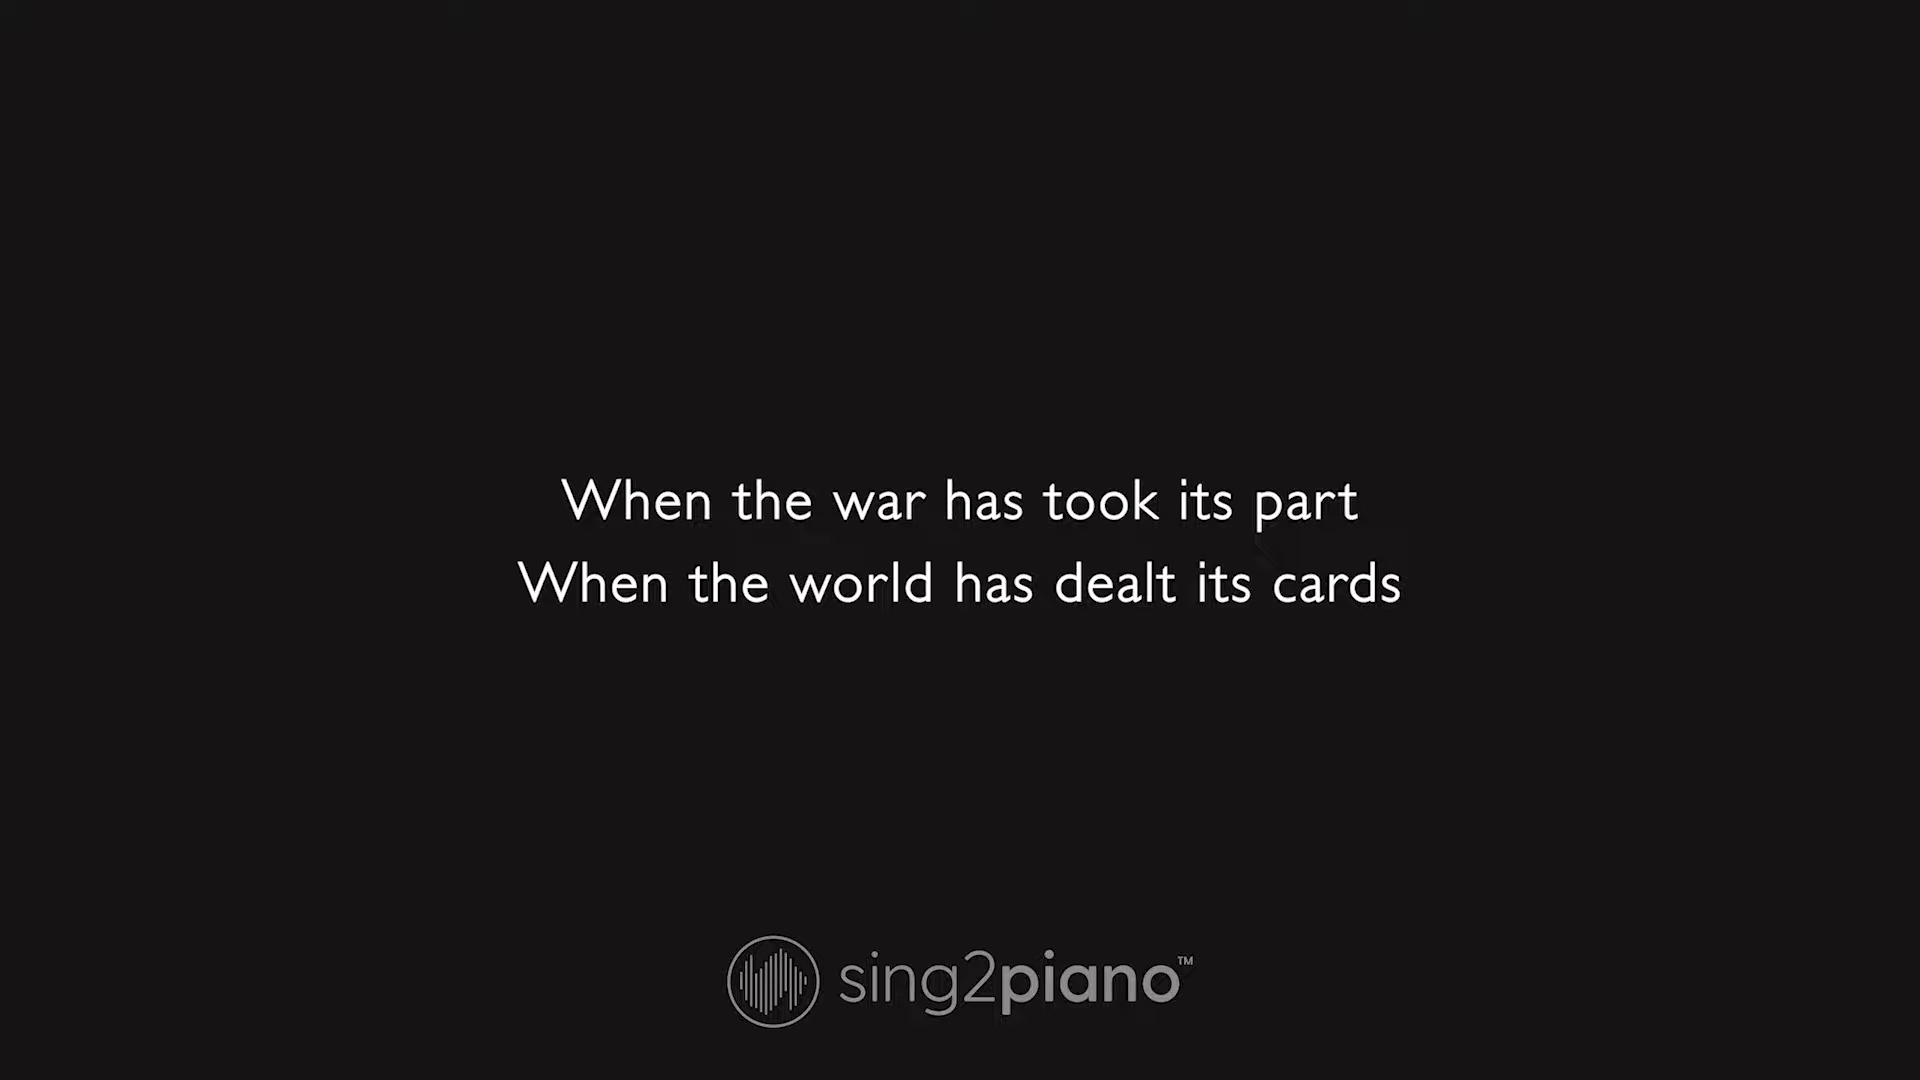 When the war has took its part
When the world has dealt its cards
sing2piano™